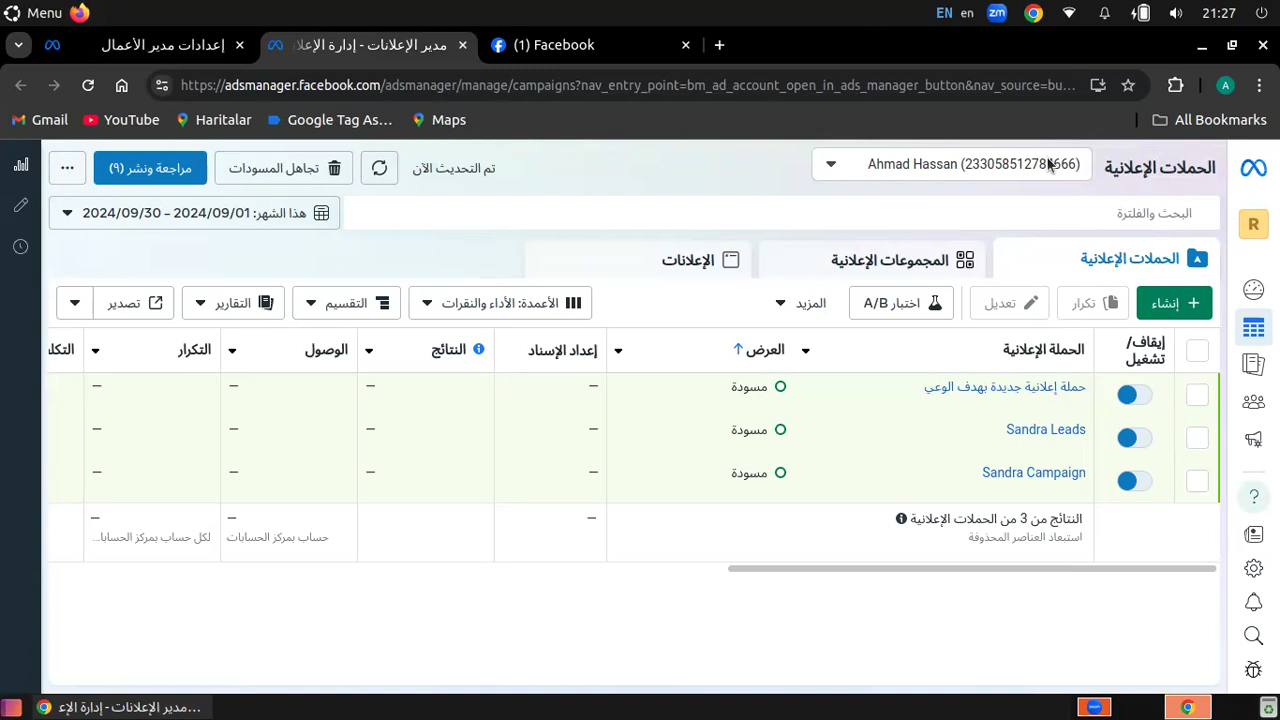 Menu
EN en zm 21:27
إعدادات مدير الأعمال
مدير الإعلانات - إدارة الإعلا
(1) Facebook
https://adsmanager.facebook.com/adsmanager/manage/campaigns?nav_entry_point=bm_ad_account_open_in_ads_manager_button&nav_source=bu...
A
Gmail
YouTube
Haritalar
Google Tag As...
Maps
All Bookmarks
الحملات الإعلانية
تم التحديث الآن
تجاهل المسودات
مراجعة ونشر (٩)
البحث والفلترة
هذا الشهر: 2024/09/01 – 2024/09/30
R
الحملات الإعلانية
المجموعات الإعلانية
الإعلانات
إنشاء
تكرار
تعديل
اختبار A/B
المزيد
الأعمدة: الأداء والنقرات
التقسيم
التقارير
تصدير
إيقاف/
تشغيل
الحملة الإعلانية
العرض
إعداد الإسناد
النتائج
الوصول
التكرار
التكلف
حملة إعلانية جديدة بهدف الوعي
مسودة
— — — —
Sandra Leads
مسودة
— — — —
Sandra Campaign
مسودة
— — — —
النتائج من 3 من الحملات الإعلانية
— — —
استبعاد العناصر المحذوفة
حساب بمركز الحسابات
لكل حساب بمركز الحسابا...
مدير الإعلانات - إدارة الإع...
zm